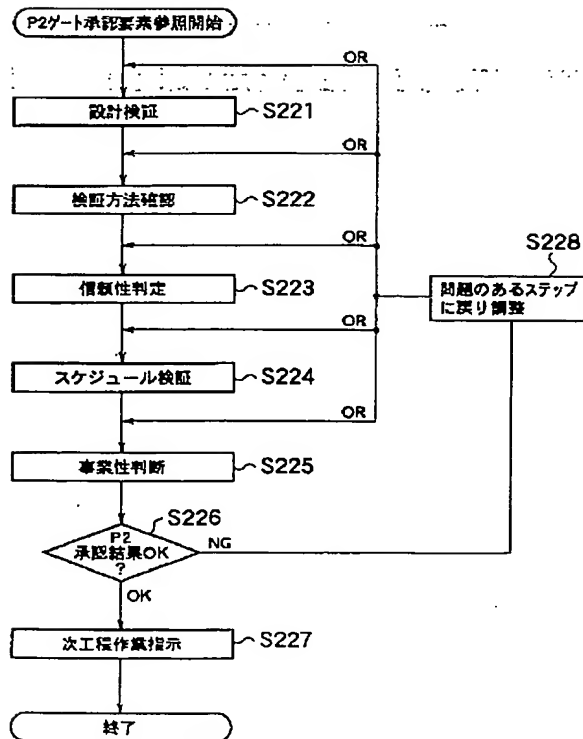 P2ゲート承認要素参照開始
OR
設計検証
S221
OR
検証方法確認
S222
OR
S228
信頼性判定
S223
問題のあるステップ
に戻り調整
OR
スケジュール検証
S224
OR
事業性判断
S225
S226
P2
承認結果OK
?
NG
OK
次工程作業指示
S227
終了